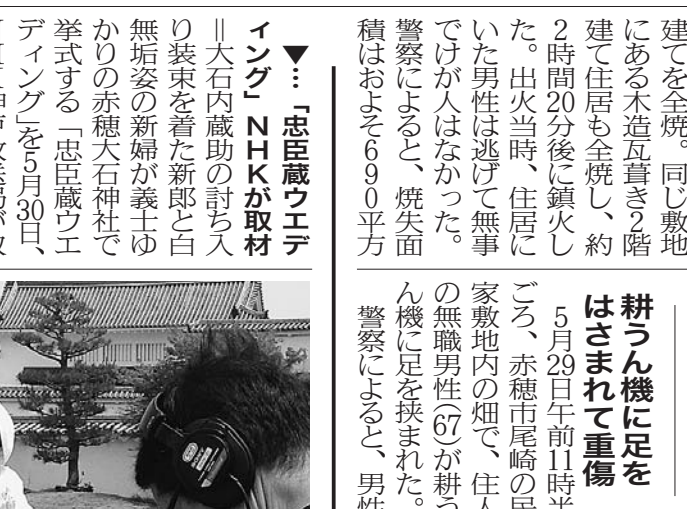 建てを全焼。同じ敷地
にある木造瓦葺き2階
建て住居も全焼し、約
2時間20分後に鎮火し
た。出火当時、住居に
いた男性は逃げて無事
でけが人はなかった。
警察によると、焼失面
積はおよそ690平方
耕うん機に足を
はさまれて重傷
5月29日午前11時半
ごろ、赤穂市尾崎の民
家敷地内の畑で、住人
の無職男性(67)が耕う
ん機に足を挟まれた。
警察によると、男性
▼…「忠臣蔵ウエデ
ィング」NHKが取材
＝大石内蔵助の討ち入
り装束を着た新郎と白
無垢姿の新婦が義士ゆ
かりの赤穂大石神社で
挙式する「忠臣蔵ウエ
ディング」を5月30日、